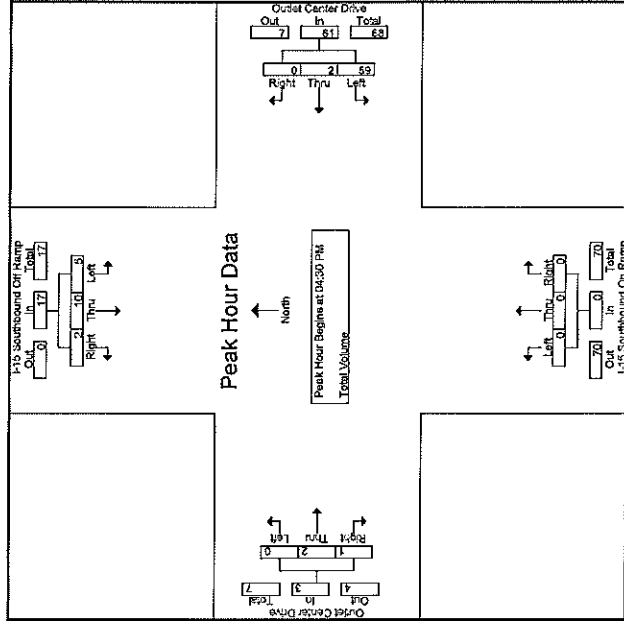 Outlet Center Drive
Out In Total
7 61 68
0 2 59
Right Thru Left
I-15 Southbound Off Ramp
Out In Total
0 17 17
2 10 5
Right Thru Left
Peak Hour Data
North
Peak Hour Begins at 04:30 PM
Total Volume
Left Thru Right
0 0 0
70 0 70
Out In Total
I-15 Southbound On Ramp
Left Thru Right
0 2 1
Total In Out
7 3 4
Outlet Center Drive